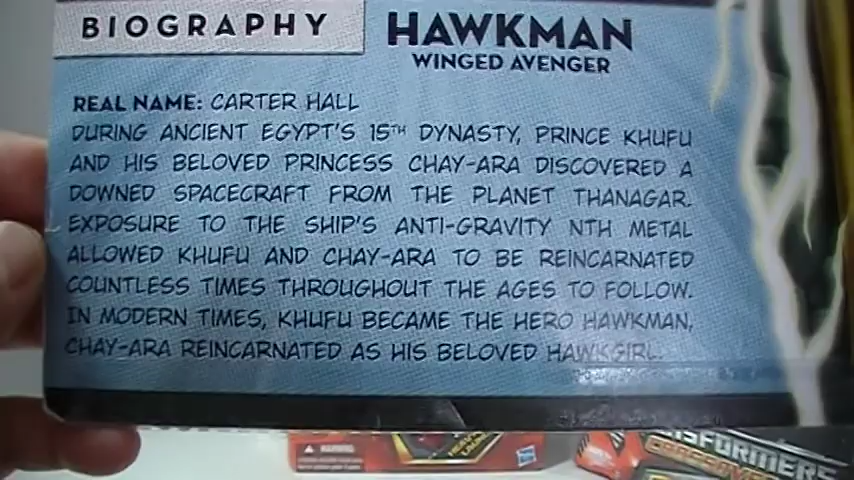 BIOGRAPHY
HAWKMAN
WINGED AVENGER
REAL NAME: CARTER HALL
DURING ANCIENT EGYPT'S 15TH DYNASTY, PRINCE KHUFU
AND HIS BELOVED PRINCESS CHAY-ARA DISCOVERED A
DOWNED SPACECRAFT FROM THE PLANET THANAGAR.
EXPOSURE TO THE SHIP'S ANTI-GRAVITY NTH METAL
ALLOWED KHUFU AND CHAY-ARA TO BE REINCARNATED
COUNTLESS TIMES THROUGHOUT THE AGES TO FOLLOW.
IN MODERN TIMES, KHUFU BECAME THE HERO HAWKMAN,
CHAY-ARA REINCARNATED AS HIS BELOVED HAWKGIRL.
WARNING
CROSSOVERS